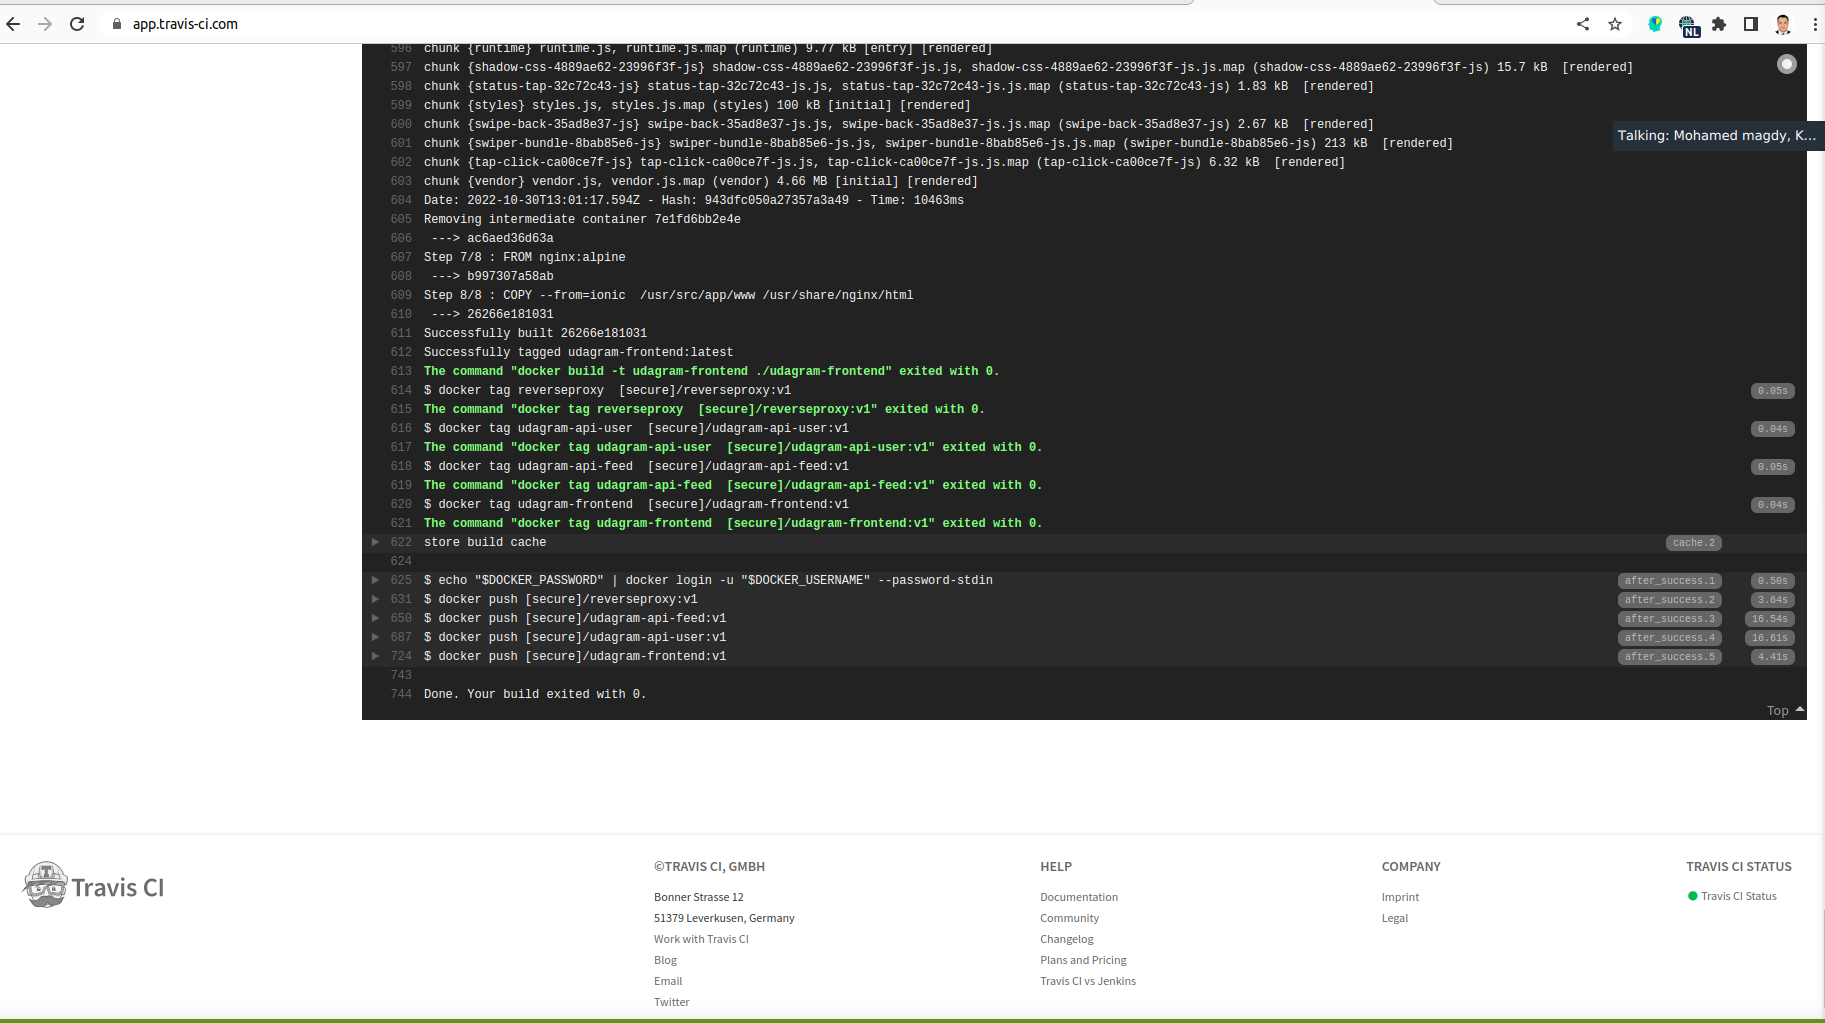 app.travis-ci.com
NL
596 chunk {runtime} runtime.js, runtime.js.map (runtime) 9.77 kB [entry] [rendered]
597 chunk {shadow-css-4889ae62-23996f3f-js} shadow-css-4889ae62-23996f3f-js.js, shadow-css-4889ae62-23996f3f-js.js.map (shadow-css-4889ae62-23996f3f-js) 15.7 kB  [rendered]
598 chunk {status-tap-32c72c43-js} status-tap-32c72c43-js.js, status-tap-32c72c43-js.js.map (status-tap-32c72c43-js) 1.83 kB  [rendered]
599 chunk {styles} styles.js, styles.js.map (styles) 100 kB [initial] [rendered]
600 chunk {swipe-back-35ad8e37-js} swipe-back-35ad8e37-js.js, swipe-back-35ad8e37-js.js.map (swipe-back-35ad8e37-js) 2.67 kB  [rendered]
Talking: Mohamed magdy, K...
601 chunk {swiper-bundle-8bab85e6-js} swiper-bundle-8bab85e6-js.js, swiper-bundle-8bab85e6-js.js.map (swiper-bundle-8bab85e6-js) 213 kB  [rendered]
602 chunk {tap-click-ca00ce7f-js} tap-click-ca00ce7f-js.js, tap-click-ca00ce7f-js.js.map (tap-click-ca00ce7f-js) 6.32 kB  [rendered]
603 chunk {vendor} vendor.js, vendor.js.map (vendor) 4.66 MB [initial] [rendered]
604 Date: 2022-10-30T13:01:17.594Z - Hash: 943dfc050a27357a3a49 - Time: 10463ms
605 Removing intermediate container 7e1fd6bb2e4e
606  ---> ac6aed36d63a
607 Step 7/8 : FROM nginx:alpine
608  ---> b997307a58ab
609 Step 8/8 : COPY --from=ionic  /usr/src/app/www /usr/share/nginx/html
610  ---> 26266e181031
611 Successfully built 26266e181031
612 Successfully tagged udagram-frontend:latest
613 The command "docker build -t udagram-frontend ./udagram-frontend" exited with 0.
614 $ docker tag reverseproxy  [secure]/reverseproxy:v1 0.05s
615 The command "docker tag reverseproxy  [secure]/reverseproxy:v1" exited with 0.
616 $ docker tag udagram-api-user  [secure]/udagram-api-user:v1 0.04s
617 The command "docker tag udagram-api-user  [secure]/udagram-api-user:v1" exited with 0.
618 $ docker tag udagram-api-feed  [secure]/udagram-api-feed:v1 0.05s
619 The command "docker tag udagram-api-feed  [secure]/udagram-api-feed:v1" exited with 0.
620 $ docker tag udagram-frontend  [secure]/udagram-frontend:v1 0.04s
621 The command "docker tag udagram-frontend  [secure]/udagram-frontend:v1" exited with 0.
622 store build cache cache.2
624
625 $ echo "$DOCKER_PASSWORD" | docker login -u "$DOCKER_USERNAME" --password-stdin after_success.1 0.50s
631 $ docker push [secure]/reverseproxy:v1 after_success.2 3.64s
650 $ docker push [secure]/udagram-api-feed:v1 after_success.3 16.54s
687 $ docker push [secure]/udagram-api-user:v1 after_success.4 16.61s
724 $ docker push [secure]/udagram-frontend:v1 after_success.5 4.41s
743
744 Done. Your build exited with 0.
Top
Travis CI
©TRAVIS CI, GMBH
Bonner Strasse 12
51379 Leverkusen, Germany
Work with Travis CI
Blog
Email
Twitter
HELP
Documentation
Community
Changelog
Plans and Pricing
Travis CI vs Jenkins
COMPANY
Imprint
Legal
TRAVIS CI STATUS
Travis CI Status